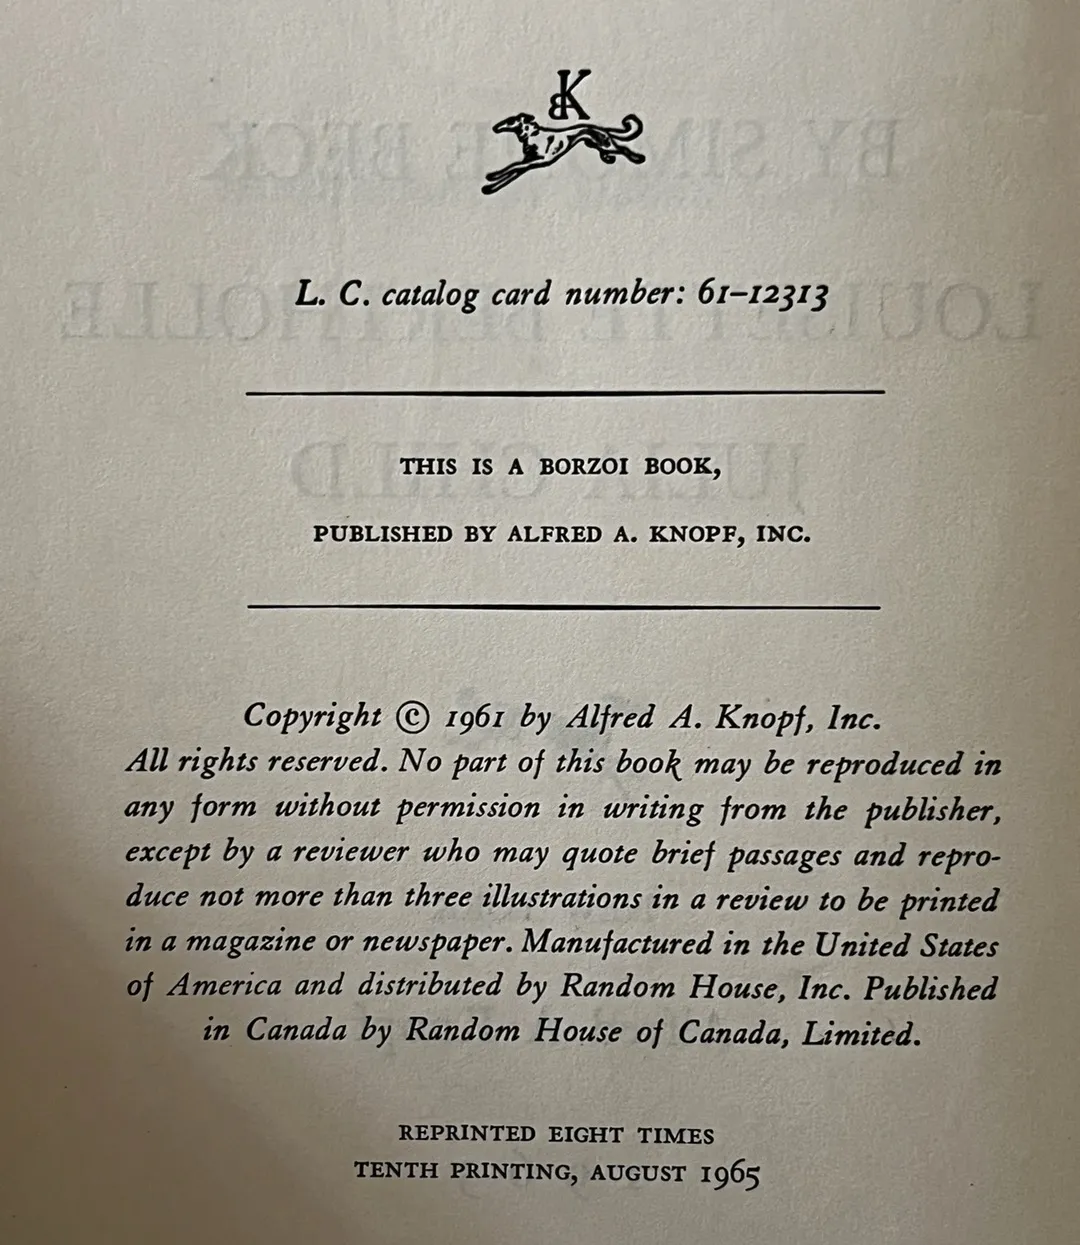 BK
L. C. catalog card number: 61–12313
THIS IS A BORZOI BOOK,
PUBLISHED BY ALFRED A. KNOPF, INC.
Copyright © 1961 by Alfred A. Knopf, Inc.
All rights reserved. No part of this book may be reproduced in
any form without permission in writing from the publisher,
except by a reviewer who may quote brief passages and repro-
duce not more than three illustrations in a review to be printed
in a magazine or newspaper. Manufactured in the United States
of America and distributed by Random House, Inc. Published
in Canada by Random House of Canada, Limited.
REPRINTED EIGHT TIMES
TENTH PRINTING, AUGUST 1965